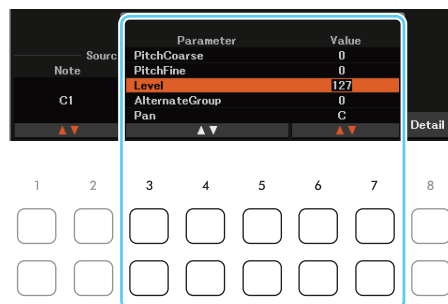 Parameter Value
Sourc
Note
PitchCoarse 0
PitchFine 0
Level 127
C1
AlternateGroup 0
Pan C
Detail
1 2 3 4 5 6 7 8